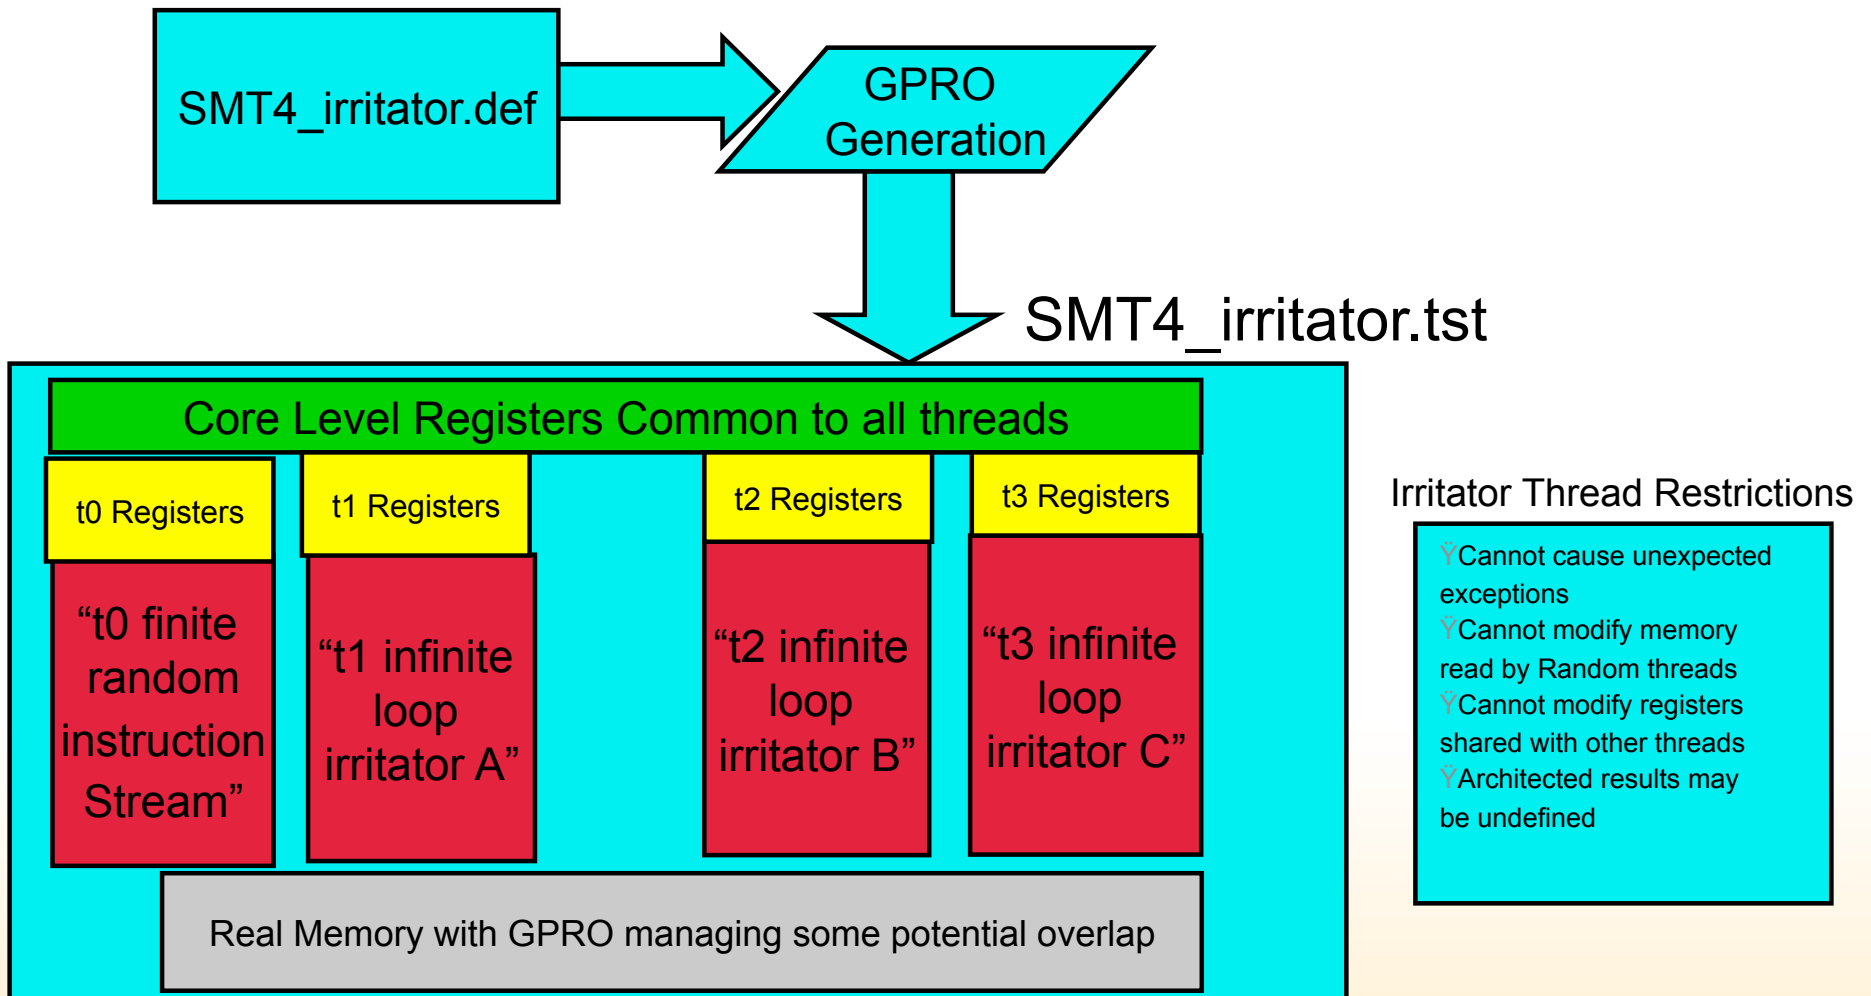 SMT4_irritator.def
GPRO
Generation
SMT4_irritator.tst
Core Level Registers Common to all threads
t0 Registers
t1 Registers
t2 Registers
t3 Registers
“t0 finite
random
instruction
Stream”
“t1 infinite
loop
irritator A”
“t2 infinite
loop
irritator B”
“t3 infinite
loop
irritator C”
Real Memory with GPRO managing some potential overlap
Irritator Thread Restrictions
ŸCannot cause unexpected
exceptions
ŸCannot modify memory
read by Random threads
ŸCannot modify registers
shared with other threads
ŸArchitected results may
be undefined